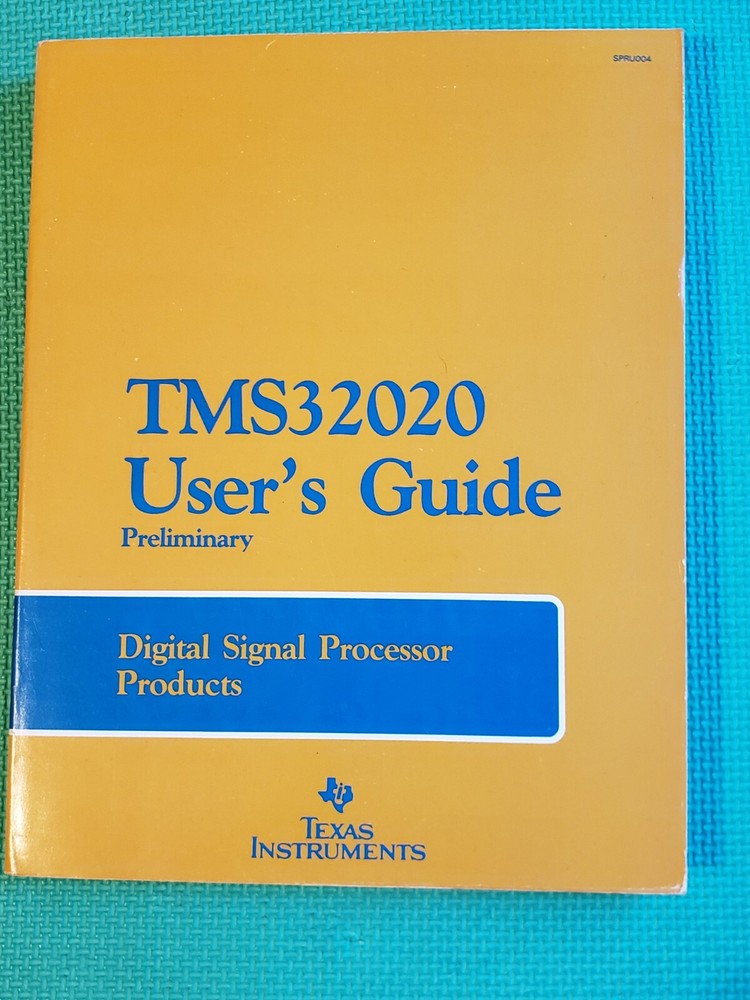 SPRU004
TMS32020
User's Guide
Preliminary
Digital Signal Processor
Products
TEXAS
INSTRUMENTS